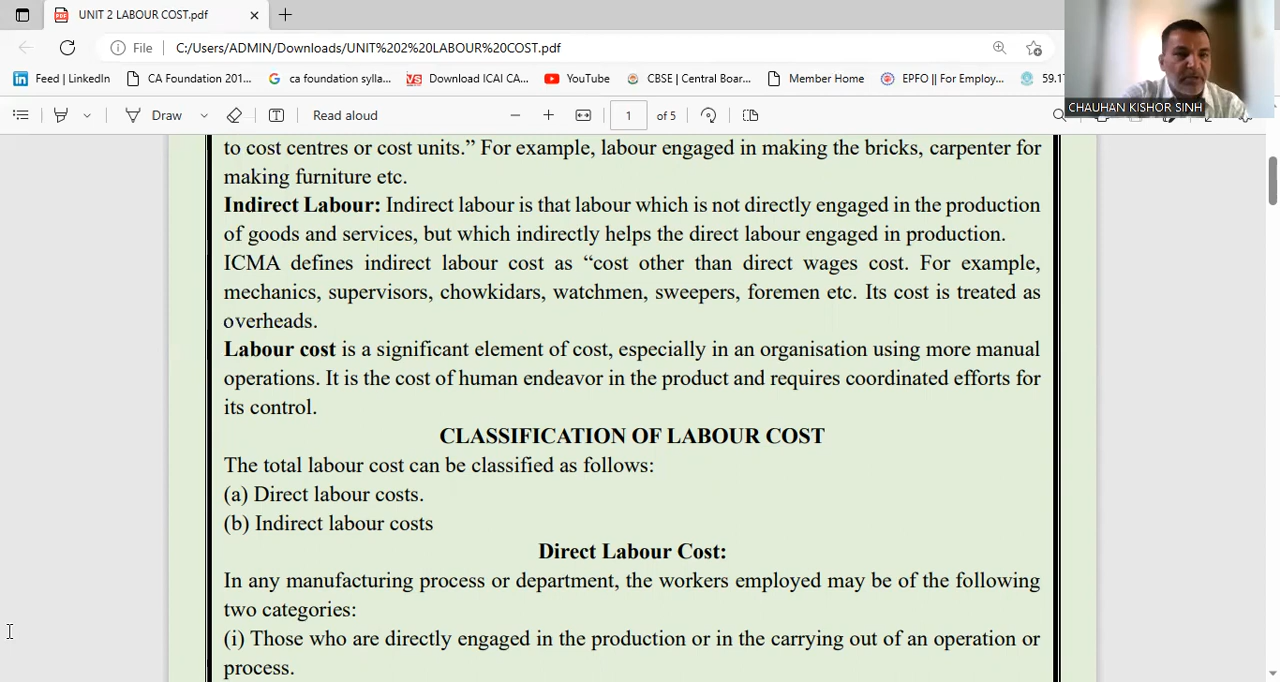 UNIT 2 LABOUR COST.pdf
File
C:/Users/ADMIN/Downloads/UNIT%202%20LABOUR%20COST.pdf
Feed | LinkedIn
CA Foundation 201...
ca foundation sylla...
Download ICAI CA...
YouTube
CBSE | Central Boar...
Member Home
EPFO || For Employ...
CHAUHAN KISHOR SINH
Draw
Read aloud
1 of 5
to cost centres or cost units.” For example, labour engaged in making the bricks, carpenter for
making furniture etc.
Indirect Labour: Indirect labour is that labour which is not directly engaged in the production
of goods and services, but which indirectly helps the direct labour engaged in production.
ICMA defines indirect labour cost as “cost other than direct wages cost. For example,
mechanics, supervisors, chowkidars, watchmen, sweepers, foremen etc. Its cost is treated as
overheads.
Labour cost is a significant element of cost, especially in an organisation using more manual
operations. It is the cost of human endeavor in the product and requires coordinated efforts for
its control.
CLASSIFICATION OF LABOUR COST
The total labour cost can be classified as follows:
(a) Direct labour costs.
(b) Indirect labour costs
Direct Labour Cost:
In any manufacturing process or department, the workers employed may be of the following
two categories:
(i) Those who are directly engaged in the production or in the carrying out of an operation or
process.